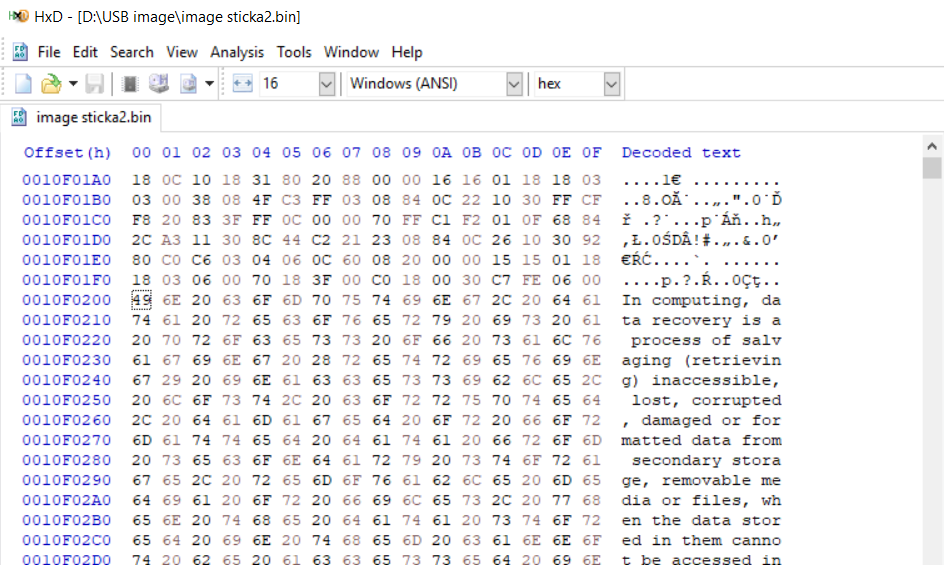 HxD - [D:\USB image\image sticka2.bin]
File Edit Search View Analysis Tools Window Help
16 Windows (ANSI) hex
image sticka2.bin
Offset(h) 00 01 02 03 04 05 06 07 08 09 0A 0B 0C 0D 0E 0F Decoded text
0010F01A0 18 0C 10 18 31 80 20 88 00 00 16 16 01 18 18 03 ....1€ .........
0010F01B0 03 00 38 08 4F C3 FF 03 08 84 0C 22 10 30 FF CF ..8.OĂ˙..„.".0˙Ď
0010F01C0 F8 20 83 3F FF 0C 00 00 70 FF C1 F2 01 0F 68 84 ř .?˙...p˙Áň..h„
0010F01D0 2C A3 11 30 8C 44 C2 21 23 08 84 0C 26 10 30 92 ,Ł.0ŚDÂ!#.„.&.0’
0010F01E0 80 C0 C6 03 04 06 0C 60 08 20 00 00 15 15 01 18 €ŔĆ....`. ......
0010F01F0 18 03 06 00 70 18 3F 00 C0 18 00 30 C7 FE 06 00 ....p.?.Ŕ..0Çţ..
0010F0200 49 6E 20 63 6F 6D 70 75 74 69 6E 67 2C 20 64 61 In computing, da
0010F0210 74 61 20 72 65 63 6F 76 65 72 79 20 69 73 20 61 ta recovery is a
0010F0220 20 70 72 6F 63 65 73 73 20 6F 66 20 73 61 6C 76 process of salv
0010F0230 61 67 69 6E 67 20 28 72 65 74 72 69 65 76 69 6E aging (retrievin
0010F0240 67 29 20 69 6E 61 63 63 65 73 73 69 62 6C 65 2C g) inaccessible,
0010F0250 20 6C 6F 73 74 2C 20 63 6F 72 72 75 70 74 65 64 lost, corrupted
0010F0260 2C 20 64 61 6D 61 67 65 64 20 6F 72 20 66 6F 72 , damaged or for
0010F0270 6D 61 74 74 65 64 20 64 61 74 61 20 66 72 6F 6D matted data from
0010F0280 20 73 65 63 6F 6E 64 61 72 79 20 73 74 6F 72 61 secondary stora
0010F0290 67 65 2C 20 72 65 6D 6F 76 61 62 6C 65 20 6D 65 ge, removable me
0010F02A0 64 69 61 20 6F 72 20 66 69 6C 65 73 2C 20 77 68 dia or files, wh
0010F02B0 65 6E 20 74 68 65 20 64 61 74 61 20 73 74 6F 72 en the data stor
0010F02C0 65 64 20 69 6E 20 74 68 65 6D 20 63 61 6E 6E 6F ed in them canno
0010F02D0 74 20 62 65 20 61 63 63 65 73 73 65 64 20 69 6E t be accessed in